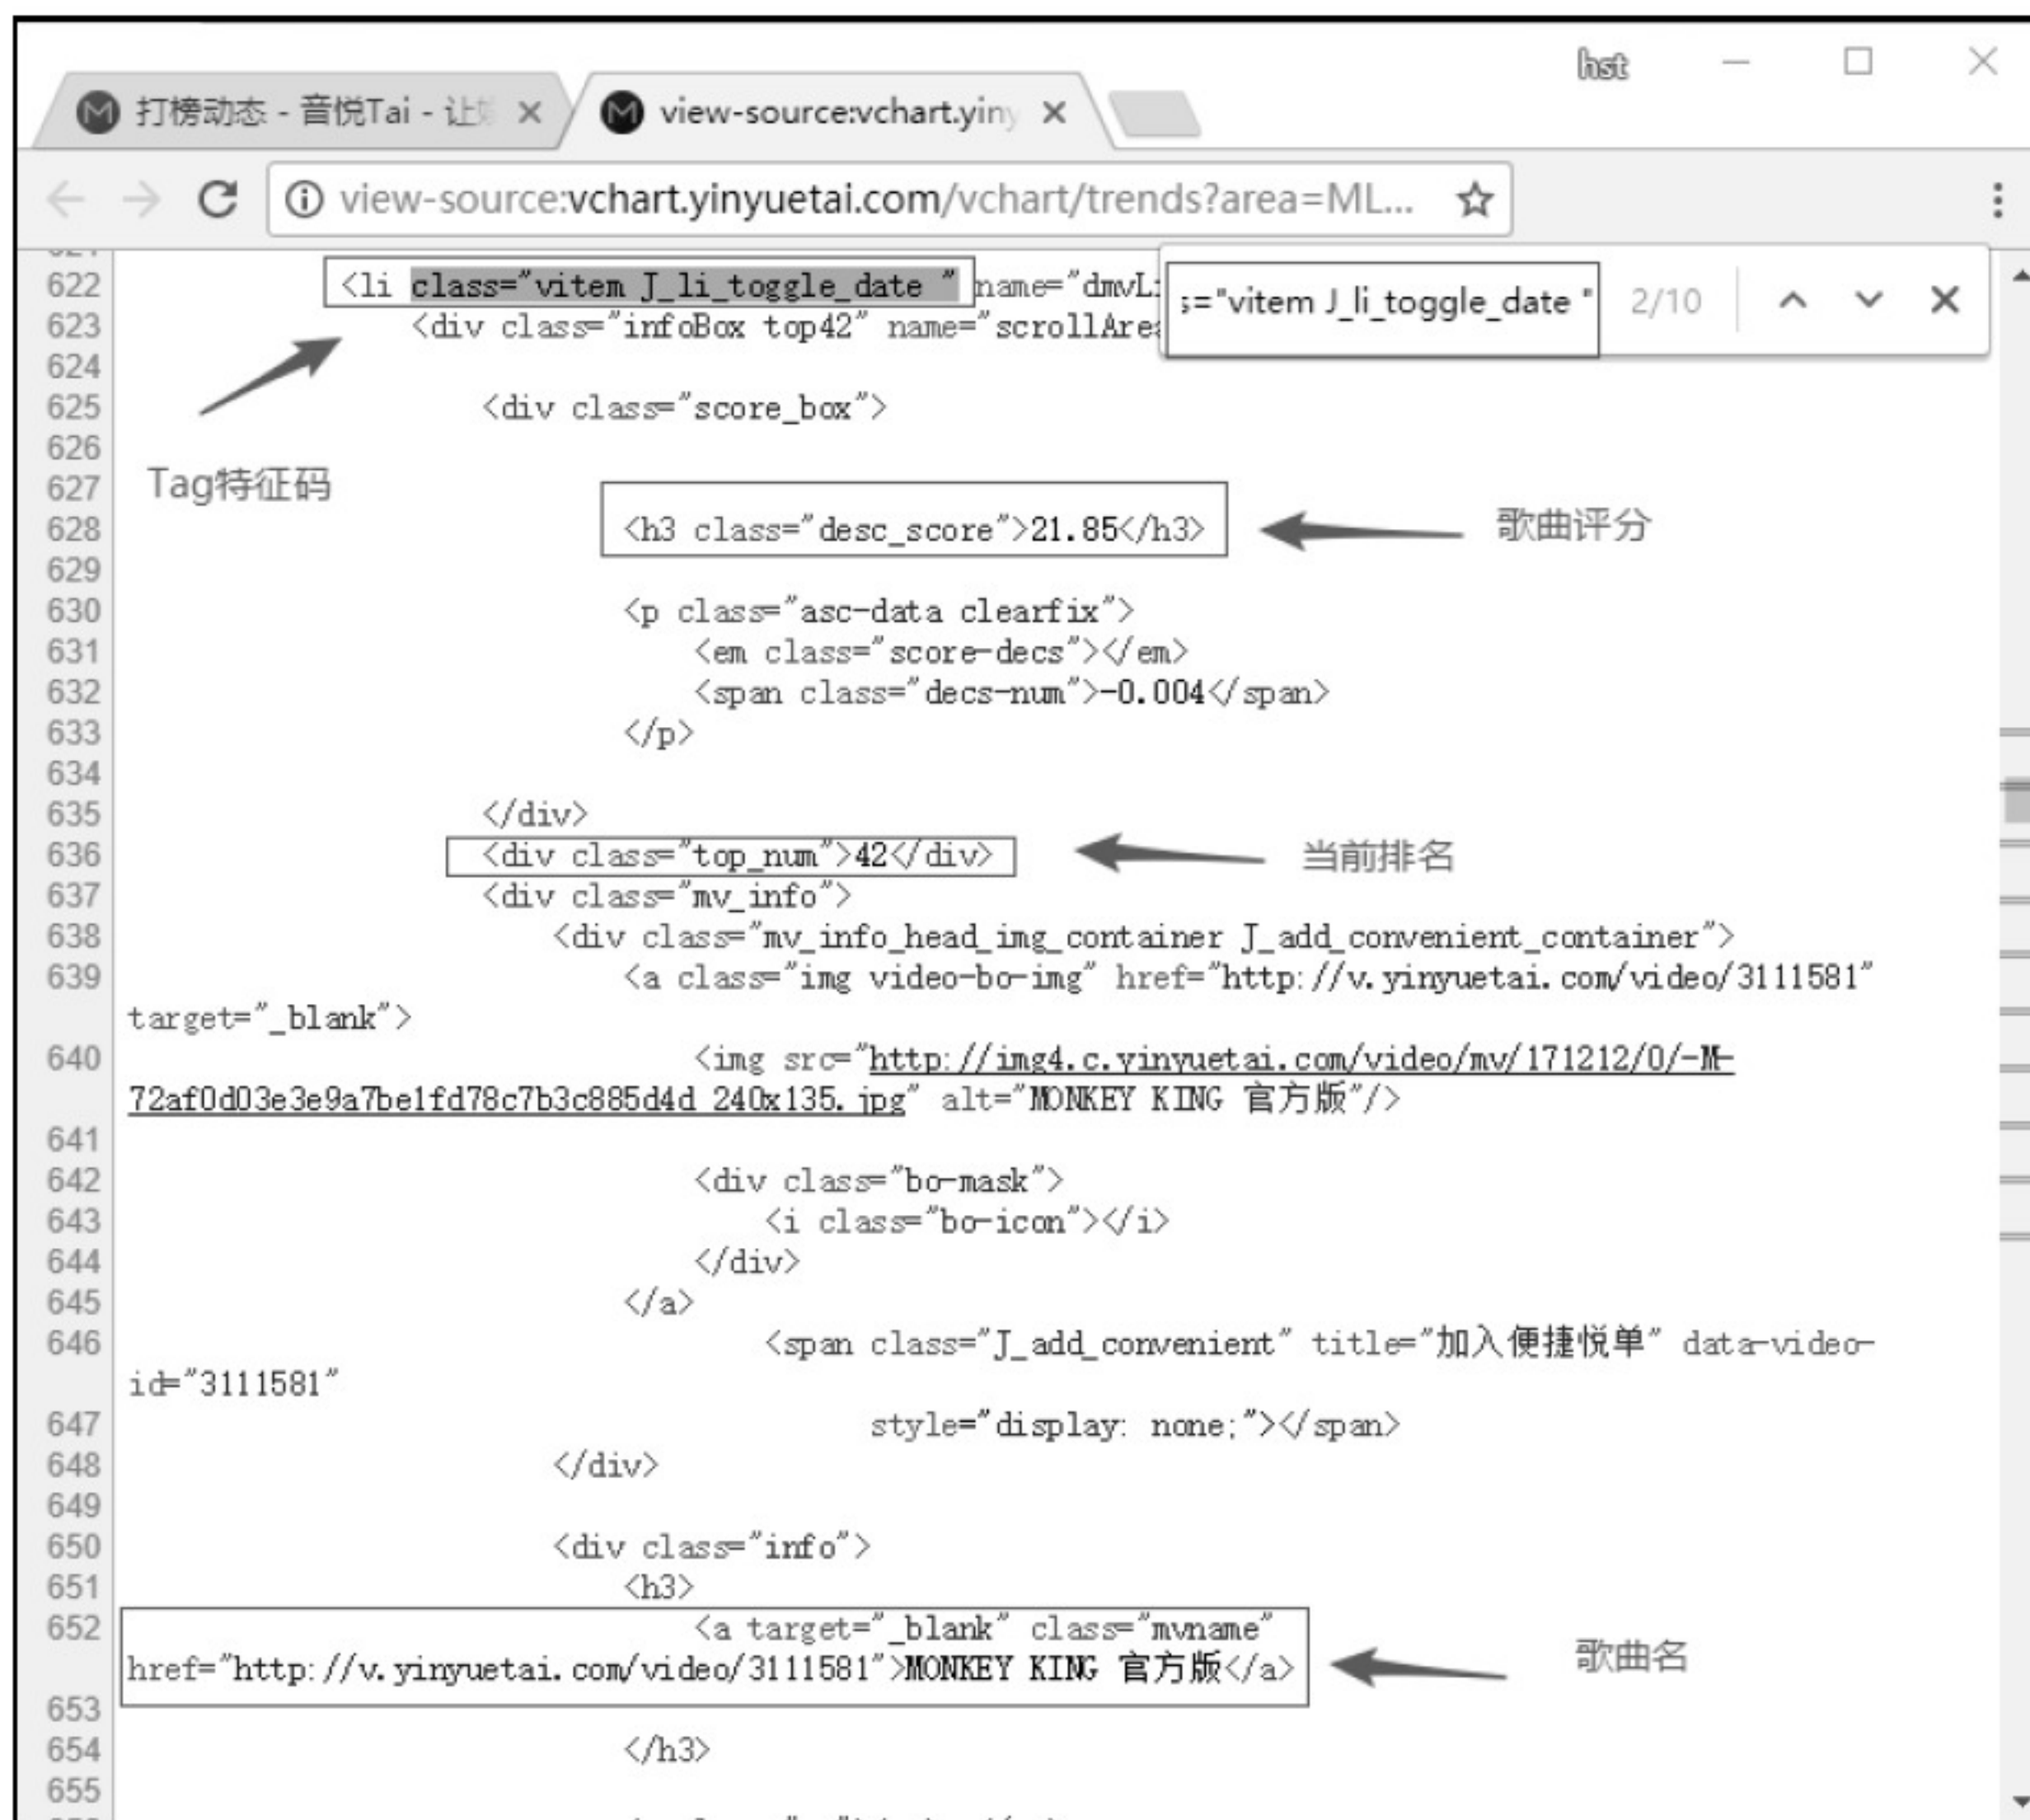 hst
打榜动态 - 音悦Tai - 让
view-source:vchart.yiny
view-source:vchart.yinyuetai.com/vchart/trends?area=ML...
s="vitem J_li_toggle_date " 2/10
622 <li class="vitem J_li_toggle_date " name="dmvLi
623 <div class="infoBox top42" name="scrollArea
624
625 <div class="score_box">
626
Tag特征码
627
628 <h3 class="desc_score">21.85</h3>
歌曲评分
629
630 <p class="asc-data clearfix">
631 <em class="score-decs"></em>
632 <span class="decs-num">-0.004</span>
633 </p>
634
635 </div>
636 <div class="top_num">42</div>
当前排名
637 <div class="mv_info">
638 <div class="mv_info_head_img_container J_add_convenient_container">
639 <a class="img video-bo-img" href="http://v.yinyuetai.com/video/3111581"
target="_blank">
640 <img src="http://img4.c.yinyuetai.com/video/mv/171212/0/-M-
72af0d03e3e9a7be1fd78c7b3c885d4d_240x135.jpg" alt="MONKEY KING 官方版"/>
641
642 <div class="bo-mask">
643 <i class="bo-icon"></i>
644 </div>
645 </a>
646 <span class="J_add_convenient" title="加入便捷悦单" data-video-
id="3111581"
647 style="display: none;"></span>
648 </div>
649
650 <div class="info">
651 <h3>
652 <a target="_blank" class="mvname"
href="http://v.yinyuetai.com/video/3111581">MONKEY KING 官方版</a>
歌曲名
653
654 </h3>
655